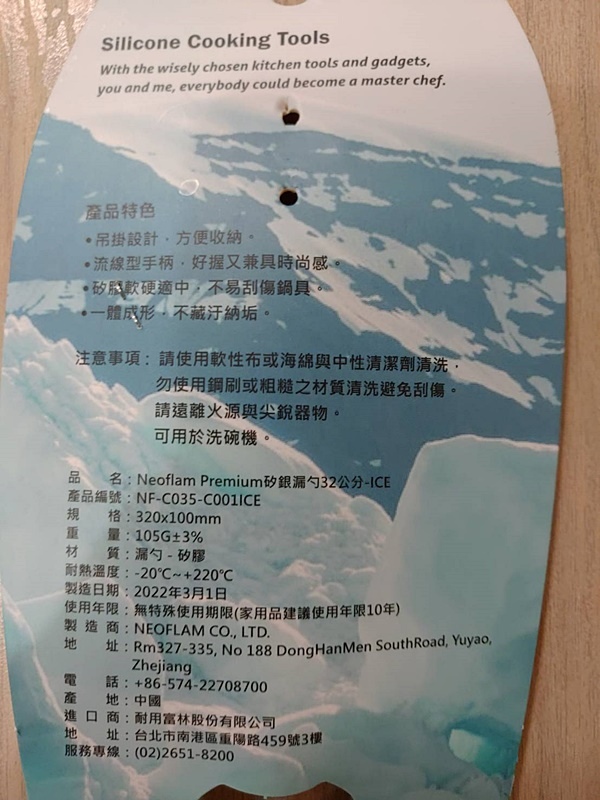 Silicone Cooking Tools
With the wisely chosen kitchen tools and gadgets,
you and me, everybody could become a master chef.
產品特色
•吊掛設計，方便收納。
•流線型手柄，好握又兼具時尚感。
•矽膠軟硬適中，不易刮傷鍋具。
•一體成形，不藏汙納垢。
注意事項：請使用軟性布或海綿與中性清潔劑清洗，
勿使用鋼刷或粗糙之材質清洗避免刮傷。
請遠離火源與尖銳器物。
可用於洗碗機。
品 名：Neoflam Premium矽銀漏勺32公分-ICE
產品編號：NF-C035-C001ICE
規 格：320x100mm
重 量：105G±3%
材 質：漏勺 - 矽膠
耐熱溫度：-20℃~+220℃
製造日期：2022年3月1日
使用年限：無特殊使用期限(家用品建議使用年限10年)
製 造 商：NEOFLAM CO., LTD.
地 址：Rm327-335, No 188 DongHanMen SouthRoad, Yuyao,
Zhejiang
電 話：+86-574-22708700
產 地：中國
進 口 商：耐用富林股份有限公司
地 址：台北市南港區重陽路459號3樓
服務專線：(02)2651-8200